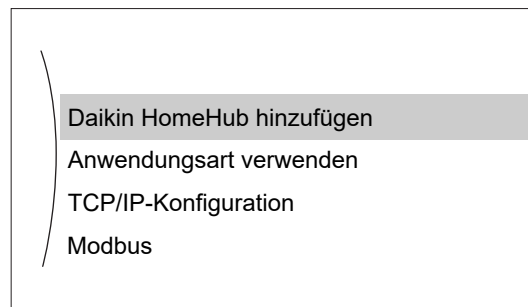 Daikin HomeHub hinzufügen
Anwendungsart verwenden
TCP/IP-Konfiguration
Modbus